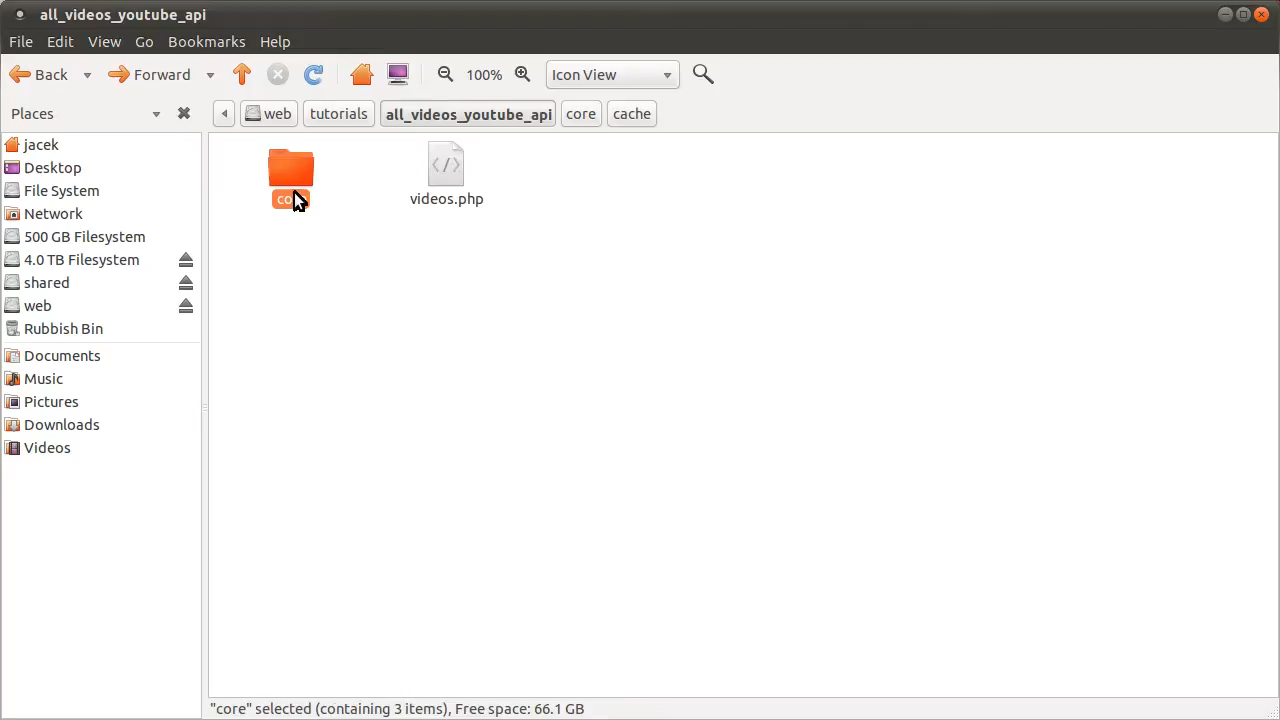 all_videos_youtube_api
File Edit View Go Bookmarks Help
Back Forward 100% Icon View
Places web tutorials all_videos_youtube_api core cache
jacek
Desktop
File System
Network
500 GB Filesystem
4.0 TB Filesystem
shared
web
Rubbish Bin
Documents
Music
Pictures
Downloads
Videos
videos.php
"core" selected (containing 3 items), Free space: 66.1 GB